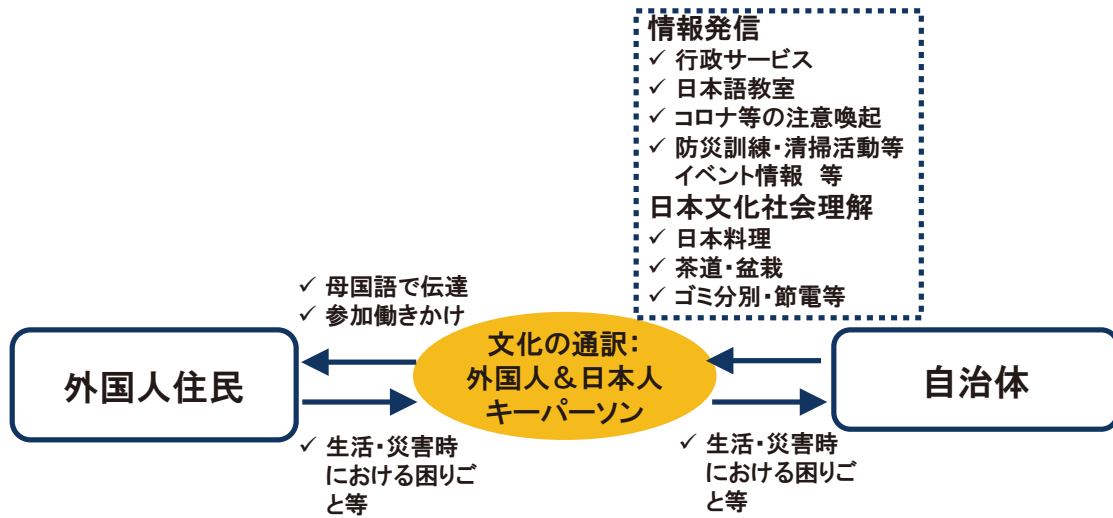 情報発信
✓ 行政サービス
✓ 日本語教室
✓ コロナ等の注意喚起
✓ 防災訓練・清掃活動等
イベント情報 等
日本文化社会理解
✓ 日本料理
✓ 茶道・盆栽
✓ ゴミ分別・節電等
✓ 母国語で伝達
✓ 参加働きかけ
外国人住民
文化の通訳：
外国人＆日本人
キーパーソン
自治体
✓ 生活・災害時
における困りご
と等
✓ 生活・災害時
における困りご
と等